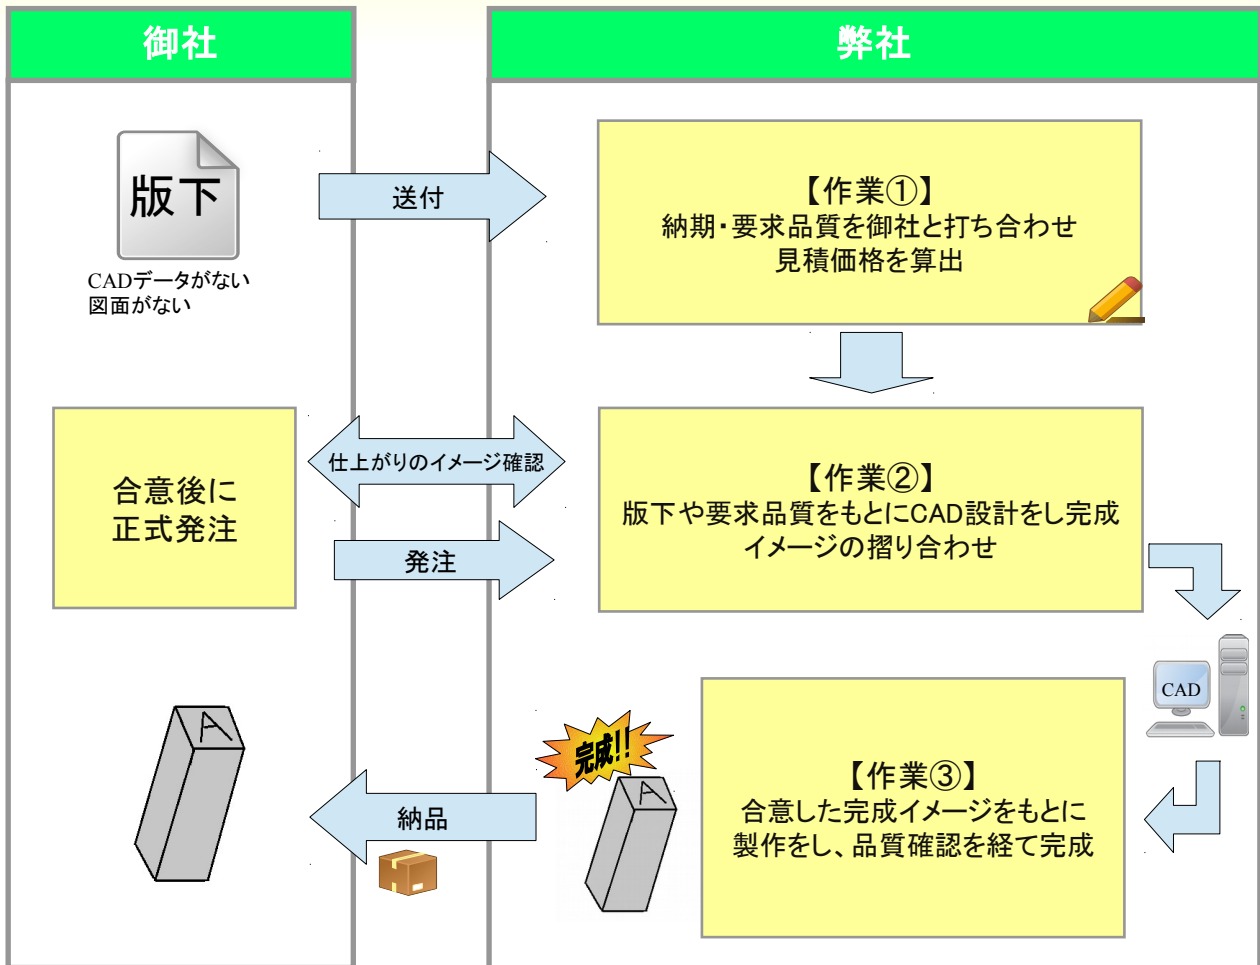 御社
弊社
版下
CADデータがない
図面がない
送付
【作業①】
納期・要求品質を御社と打ち合わせ
見積価格を算出
合意後に
正式発注
仕上がりのイメージ確認
発注
【作業②】
版下や要求品質をもとにCAD設計をし完成
イメージの摺り合わせ
CAD
A
納品
完成!!
A
【作業③】
合意した完成イメージをもとに
製作をし、品質確認を経て完成